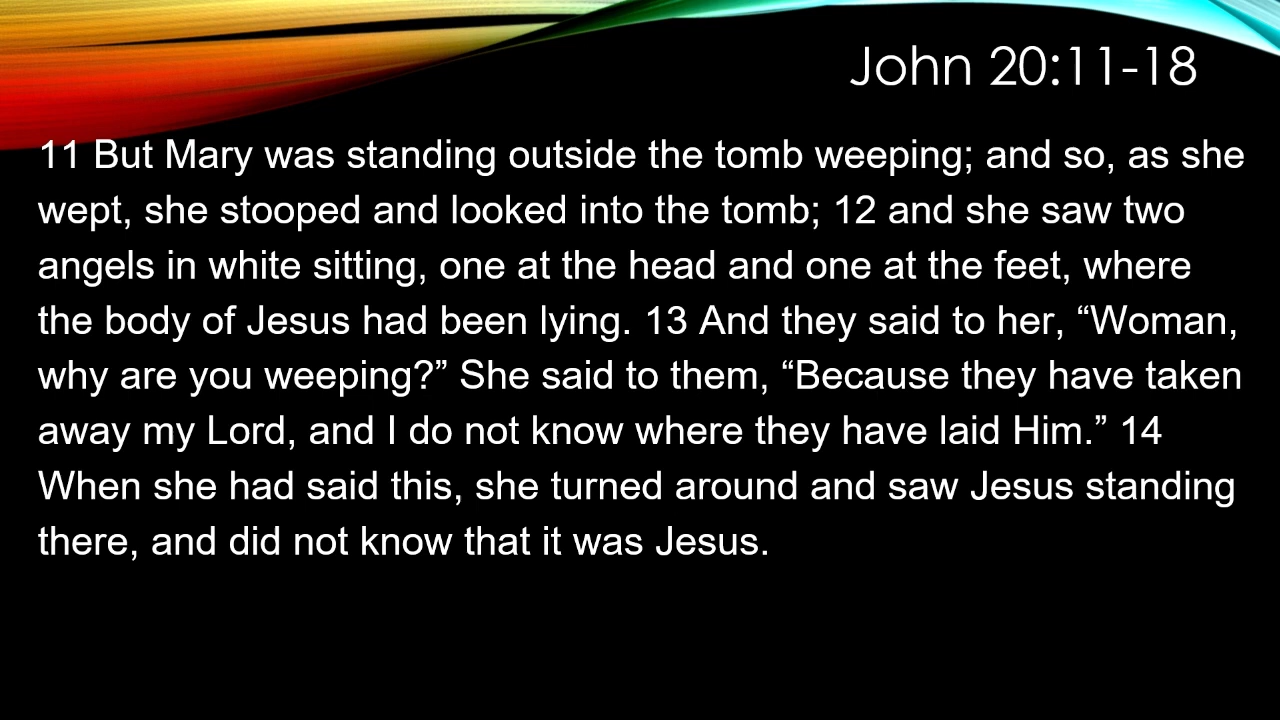 John 20:11-18
11 But Mary was standing outside the tomb weeping; and so, as she
wept, she stooped and looked into the tomb; 12 and she saw two
angels in white sitting, one at the head and one at the feet, where
the body of Jesus had been lying. 13 And they said to her, “Woman,
why are you weeping?” She said to them, “Because they have taken
away my Lord, and I do not know where they have laid Him.” 14
When she had said this, she turned around and saw Jesus standing
there, and did not know that it was Jesus.